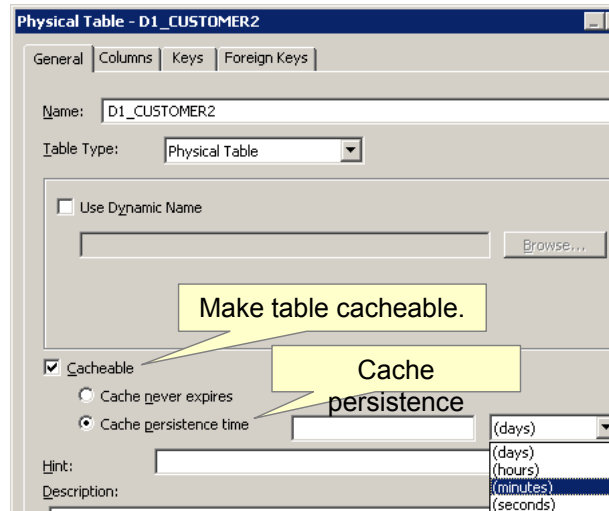 Physical Table - D1_CUSTOMER2
General Columns Keys Foreign Keys
Name: D1_CUSTOMER2
Table Type: Physical Table
Use Dynamic Name
Browse...
Make table cacheable.
Cacheable
Cache
persistence
Cache never expires
Cache persistence time (days)
(days)
Hint:
(hours)
(minutes)
Description:
(seconds)